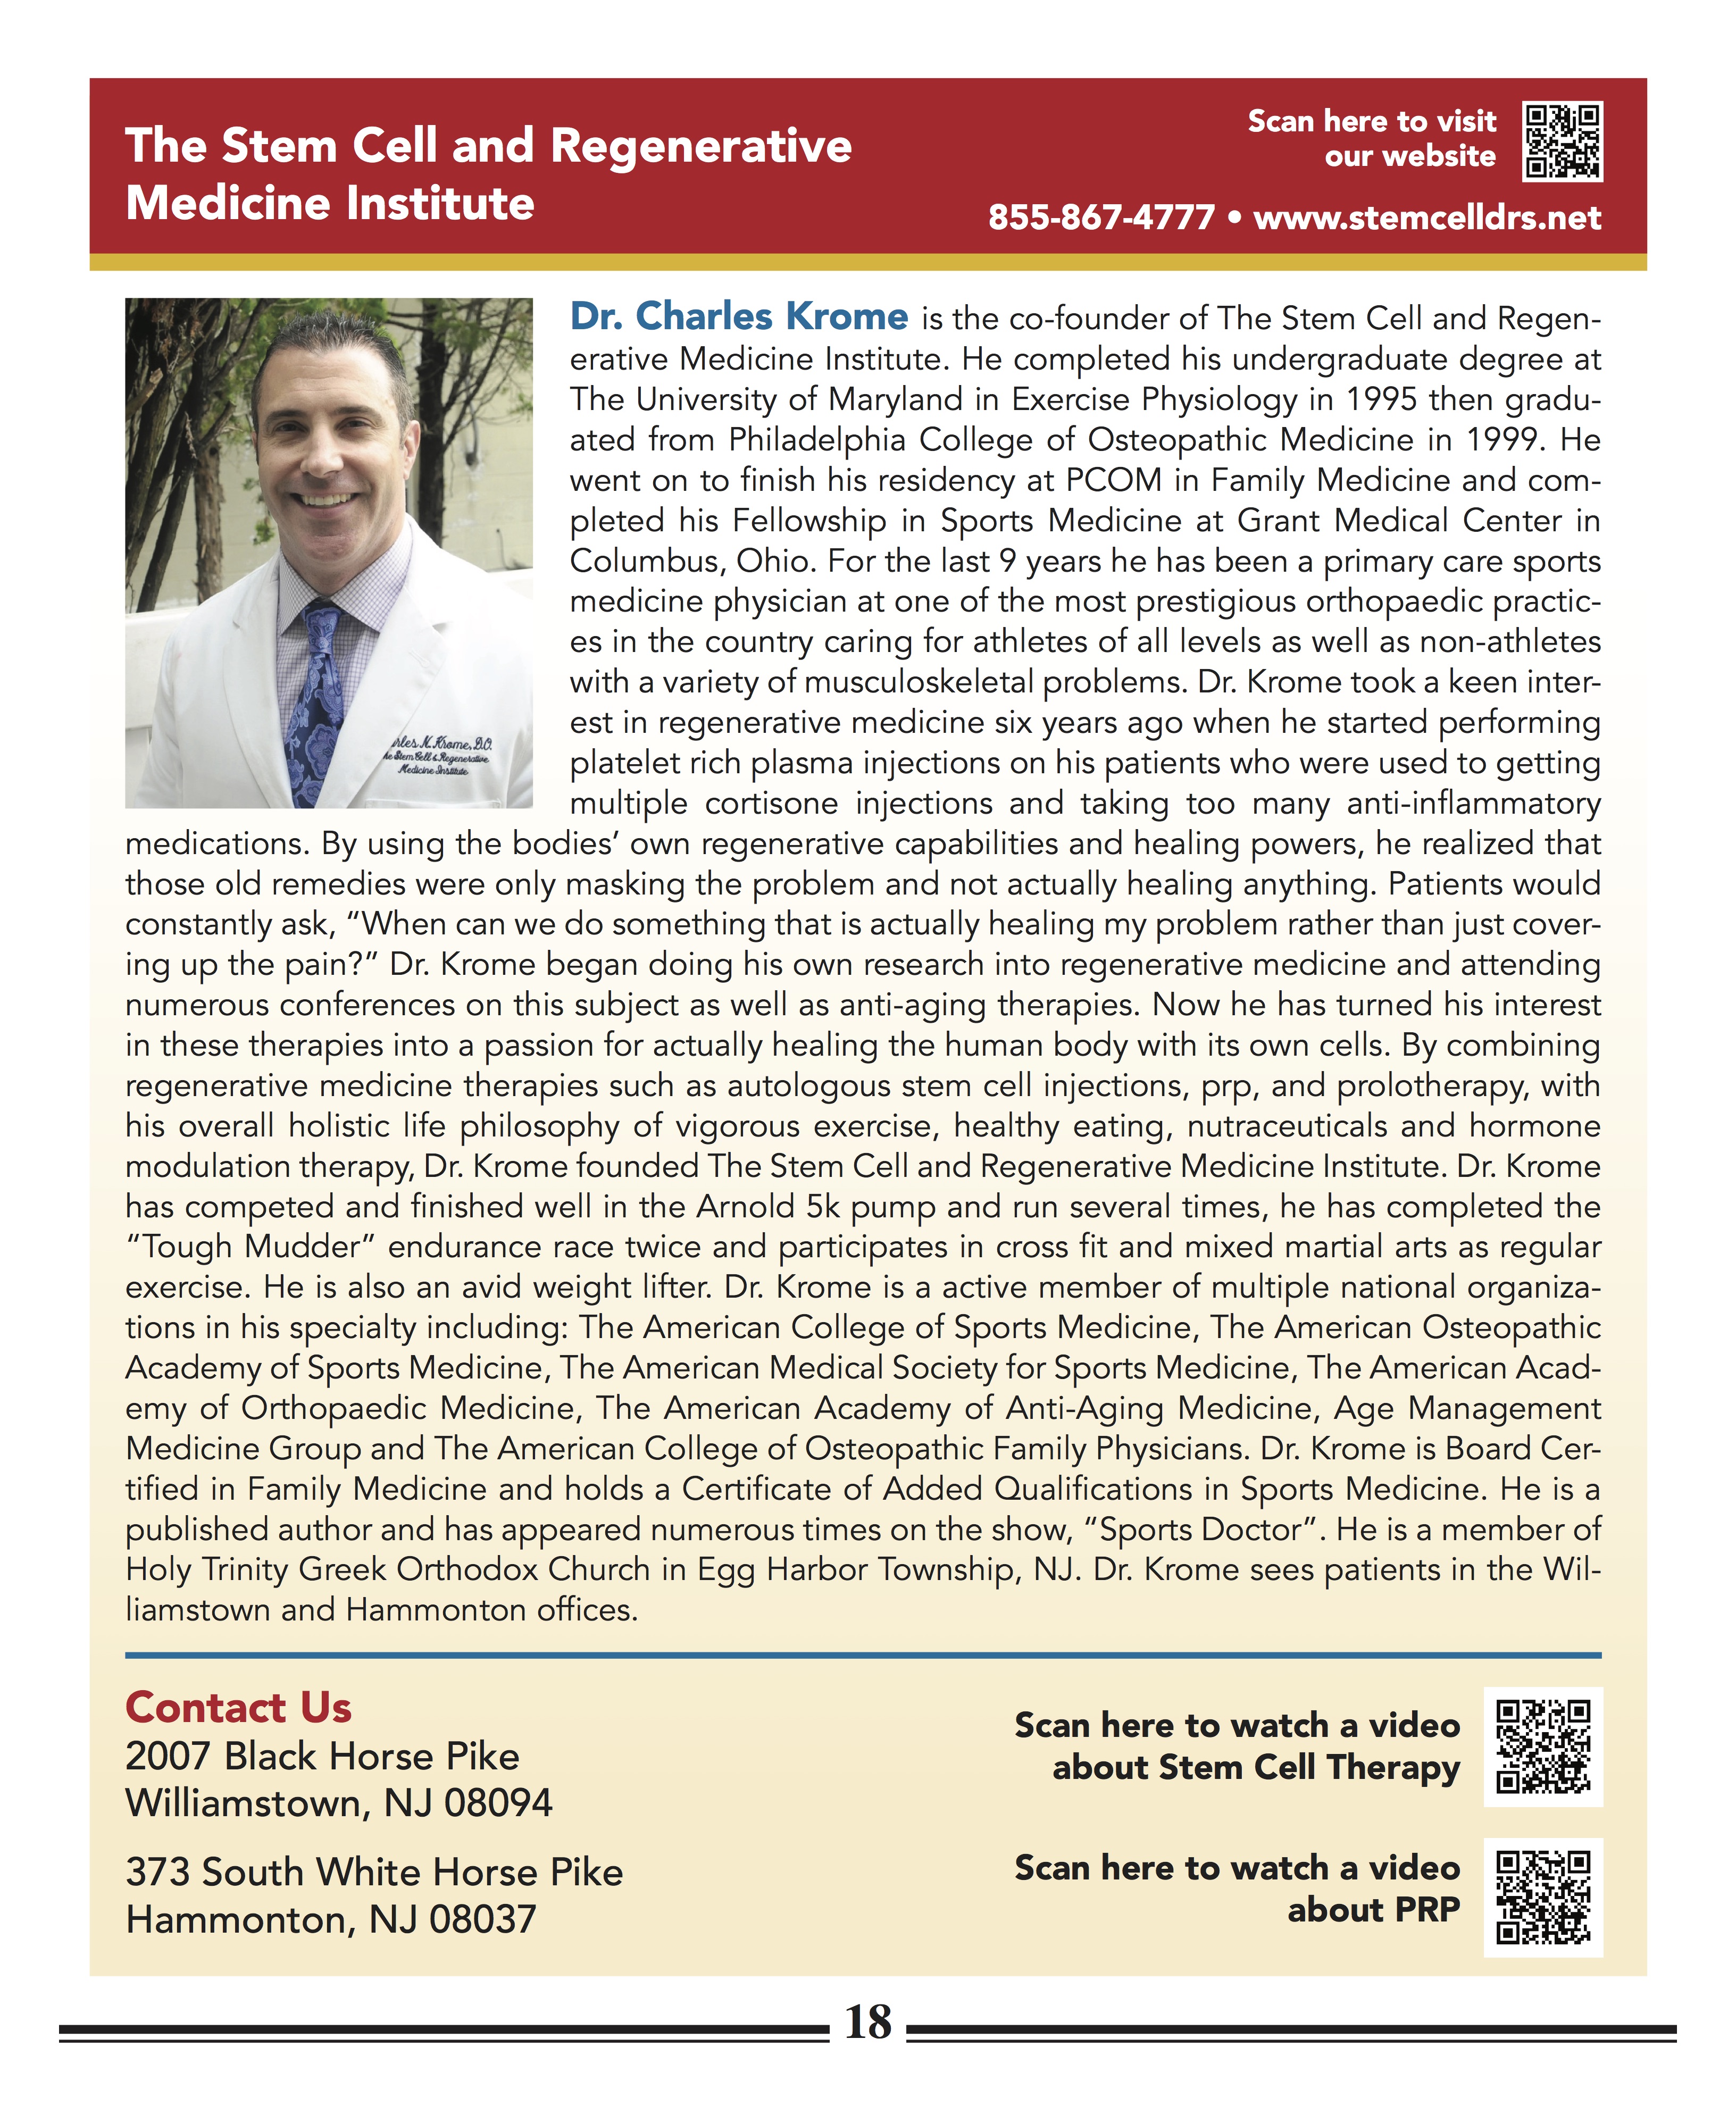 The Stem Cell and Regenerative
Medicine Institute
Scan here to visit
our website
855-867-4777 • www.stemcelldrs.net
Dr. Charles Krome is the co-founder of The Stem Cell and Regen-
erative Medicine Institute. He completed his undergraduate degree at
The University of Maryland in Exercise Physiology in 1995 then gradu-
ated from Philadelphia College of Osteopathic Medicine in 1999. He
went on to finish his residency at PCOM in Family Medicine and com-
pleted his Fellowship in Sports Medicine at Grant Medical Center in
Columbus, Ohio. For the last 9 years he has been a primary care sports
medicine physician at one of the most prestigious orthopaedic practic-
es in the country caring for athletes of all levels as well as non-athletes
with a variety of musculoskeletal problems. Dr. Krome took a keen inter-
est in regenerative medicine six years ago when he started performing
platelet rich plasma injections on his patients who were used to getting
multiple cortisone injections and taking too many anti-inflammatory
medications. By using the bodies’ own regenerative capabilities and healing powers, he realized that
those old remedies were only masking the problem and not actually healing anything. Patients would
constantly ask, “When can we do something that is actually healing my problem rather than just cover-
ing up the pain?” Dr. Krome began doing his own research into regenerative medicine and attending
numerous conferences on this subject as well as anti-aging therapies. Now he has turned his interest
in these therapies into a passion for actually healing the human body with its own cells. By combining
regenerative medicine therapies such as autologous stem cell injections, prp, and prolotherapy, with
his overall holistic life philosophy of vigorous exercise, healthy eating, nutraceuticals and hormone
modulation therapy, Dr. Krome founded The Stem Cell and Regenerative Medicine Institute. Dr. Krome
has competed and finished well in the Arnold 5k pump and run several times, he has completed the
“Tough Mudder” endurance race twice and participates in cross fit and mixed martial arts as regular
exercise. He is also an avid weight lifter. Dr. Krome is a active member of multiple national organiza-
tions in his specialty including: The American College of Sports Medicine, The American Osteopathic
Academy of Sports Medicine, The American Medical Society for Sports Medicine, The American Acad-
emy of Orthopaedic Medicine, The American Academy of Anti-Aging Medicine, Age Management
Medicine Group and The American College of Osteopathic Family Physicians. Dr. Krome is Board Cer-
tified in Family Medicine and holds a Certificate of Added Qualifications in Sports Medicine. He is a
published author and has appeared numerous times on the show, “Sports Doctor”. He is a member of
Holy Trinity Greek Orthodox Church in Egg Harbor Township, NJ. Dr. Krome sees patients in the Wil-
liamstown and Hammonton offices.
rles N. Krome, D.O.
he Stem Cell & Regenerative
Medicine Institute
Contact Us
2007 Black Horse Pike
Williamstown, NJ 08094
373 South White Horse Pike
Hammonton, NJ 08037
Scan here to watch a video
about Stem Cell Therapy
Scan here to watch a video
about PRP
18